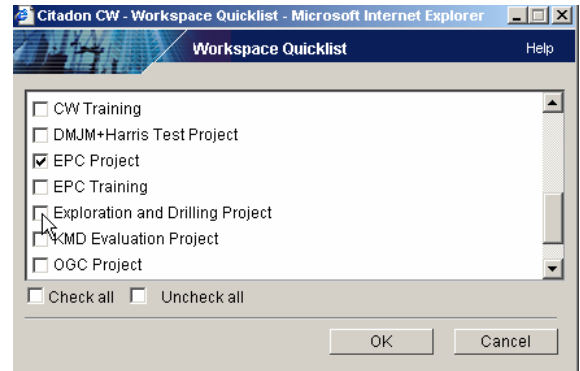 Citadon CW - Workspace Quicklist - Microsoft Internet Explorer
Workspace Quicklist Help
CW Training
DMJM+Harris Test Project
EPC Project
EPC Training
Exploration and Drilling Project
KMD Evaluation Project
OGC Project
Check all Uncheck all
OK Cancel